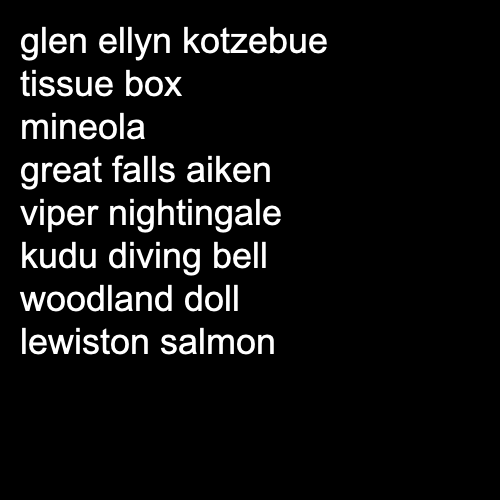 glen ellyn kotzebue
tissue box
mineola
great falls aiken
viper nightingale
kudu diving bell
woodland doll
lewiston salmon